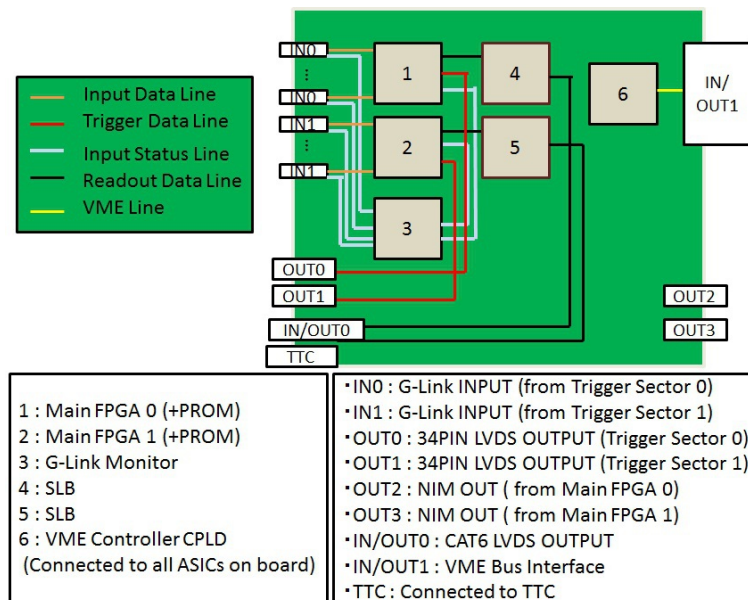 IN0
⋮
IN0
IN1
⋮
IN1
1
2
3
4
5
6
IN/
OUT1
Input Data Line
Trigger Data Line
Input Status Line
Readout Data Line
VME Line
OUT0
OUT1
IN/OUT0
TTC
OUT2
OUT3
1 : Main FPGA 0 (+PROM)
2 : Main FPGA 1 (+PROM)
3 : G-Link Monitor
4 : SLB
5 : SLB
6 : VME Controller CPLD
(Connected to all ASICs on board)
・IN0 : G-Link INPUT (from Trigger Sector 0)
・IN1 : G-Link INPUT (from Trigger Sector 1)
・OUT0 : 34PIN LVDS OUTPUT (Trigger Sector 0)
・OUT1 : 34PIN LVDS OUTPUT (Trigger Sector 1)
・OUT2 : NIM OUT ( from Main FPGA 0)
・OUT3 : NIM OUT ( from Main FPGA 1)
・IN/OUT0 : CAT6 LVDS OUTPUT
・IN/OUT1 : VME Bus Interface
・TTC : Connected to TTC